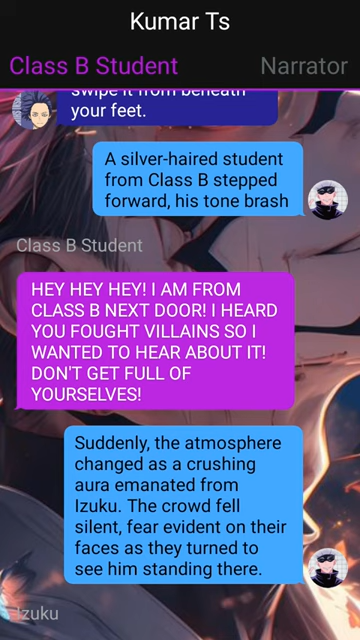 Kumar Ts
Class B Student
Narrator
swipe it from beneath
your feet.
A silver-haired student
from Class B stepped
forward, his tone brash
Class B Student
HEY HEY HEY! I AM FROM
CLASS B NEXT DOOR! I HEARD
YOU FOUGHT VILLAINS SO I
WANTED TO HEAR ABOUT IT!
DON'T GET FULL OF
YOURSELVES!
Suddenly, the atmosphere
changed as a crushing
aura emanated from
Izuku. The crowd fell
silent, fear evident on their
faces as they turned to
see him standing there.
Izuku